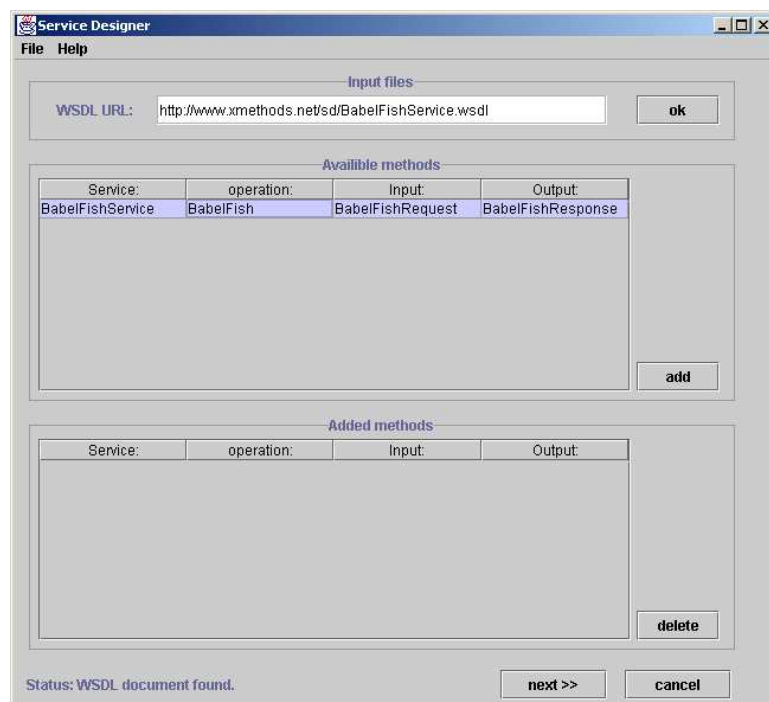 Service Designer
File Help
Input files
WSDL URL: http://www.xmethods.net/sd/BabelFishService.wsdl ok
Availible methods
Service: operation: Input: Output:
BabelFishService BabelFish BabelFishRequest BabelFishResponse
add
Added methods
Service: operation: Input: Output:
delete
Status: WSDL document found. next >> cancel